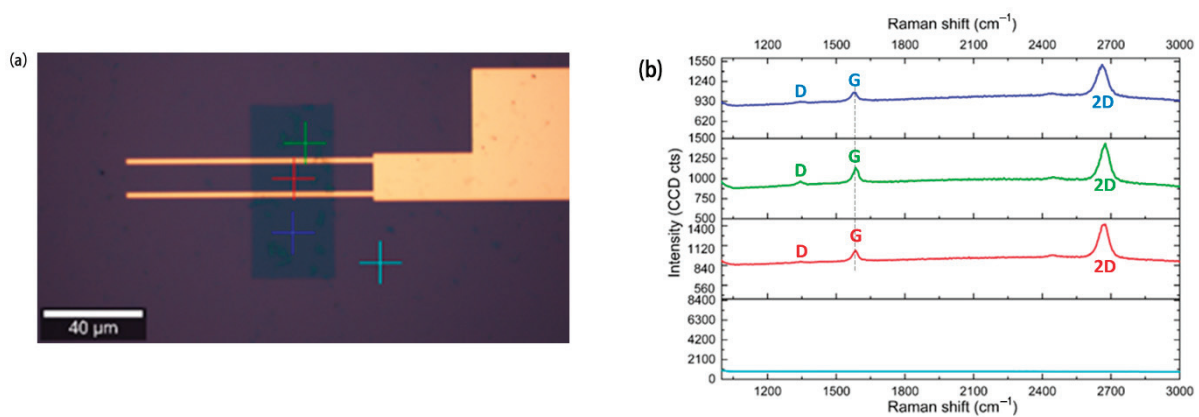 (a)
40 μm
(b)
Raman shift (cm⁻¹)
1200 1500 1800 2100 2400 2700 3000
Intensity (CCD cts)
1550
1240
930
620
D
G
2D
1500
1250
1000
750
500
D
G
2D
1400
1120
840
560
D
G
2D
8400
6300
4200
2100
0
1200 1500 1800 2100 2400 2700 3000
Raman shift (cm⁻¹)